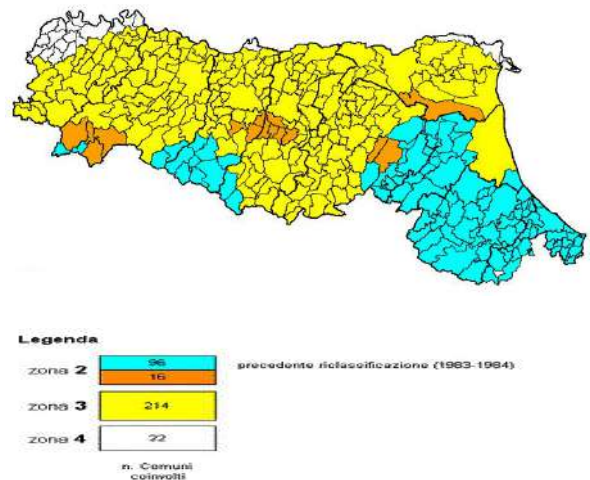 Legenda
zona 2
96
16
precedente riclassificazione (1983-1984)
zona 3
214
zona 4
22
n. Comuni
coinvolti